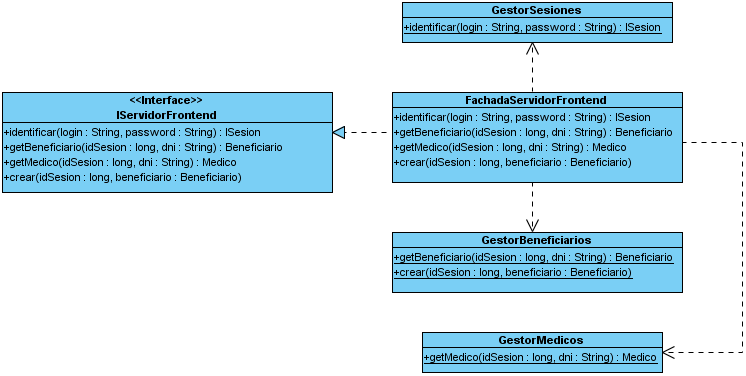 GestorSesiones
+identificar(login : String, password : String) : ISesion
<<Interface>>
IServidorFrontend
+identificar(login : String, password : String) : ISesion
+getBeneficiario(idSesion : long, dni : String) : Beneficiario
+getMedico(idSesion : long, dni : String) : Medico
+crear(idSesion : long, beneficiario : Beneficiario)
FachadaServidorFrontend
+identificar(login : String, password : String) : ISesion
+getBeneficiario(idSesion : long, dni : String) : Beneficiario
+getMedico(idSesion : long, dni : String) : Medico
+crear(idSesion : long, beneficiario : Beneficiario)
GestorBeneficiarios
+getBeneficiario(idSesion : long, dni : String) : Beneficiario
+crear(idSesion : long, beneficiario : Beneficiario)
GestorMedicos
+getMedico(idSesion : long, dni : String) : Medico